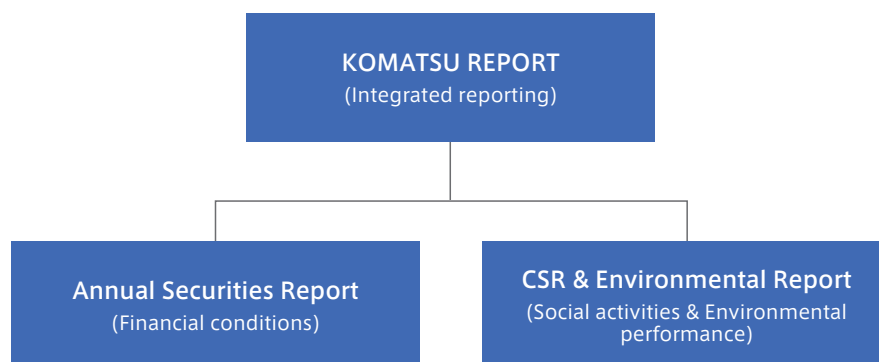 KOMATSU REPORT
(Integrated reporting)
Annual Securities Report
(Financial conditions)
CSR & Environmental Report
(Social activities & Environmental
performance)